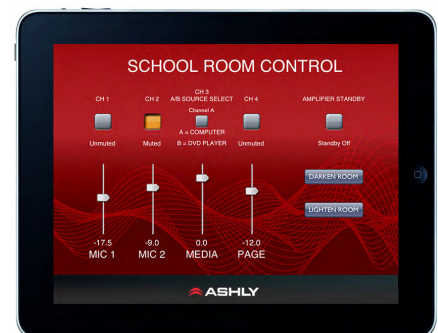 SCHOOL ROOM CONTROL
CH 1
CH 2
CH 3
A/B SOURCE SELECT
CH 4
AMPLIFIER STANDBY
Channel A
A = COMPUTER
Unmuted
Muted
B = DVD PLAYER
Unmuted
Standby Off
DARKEN ROOM
LIGHTEN ROOM
-17.5
-9.0
0.0
-12.0
MIC 1
MIC 2
MEDIA
PAGE
ASHLY